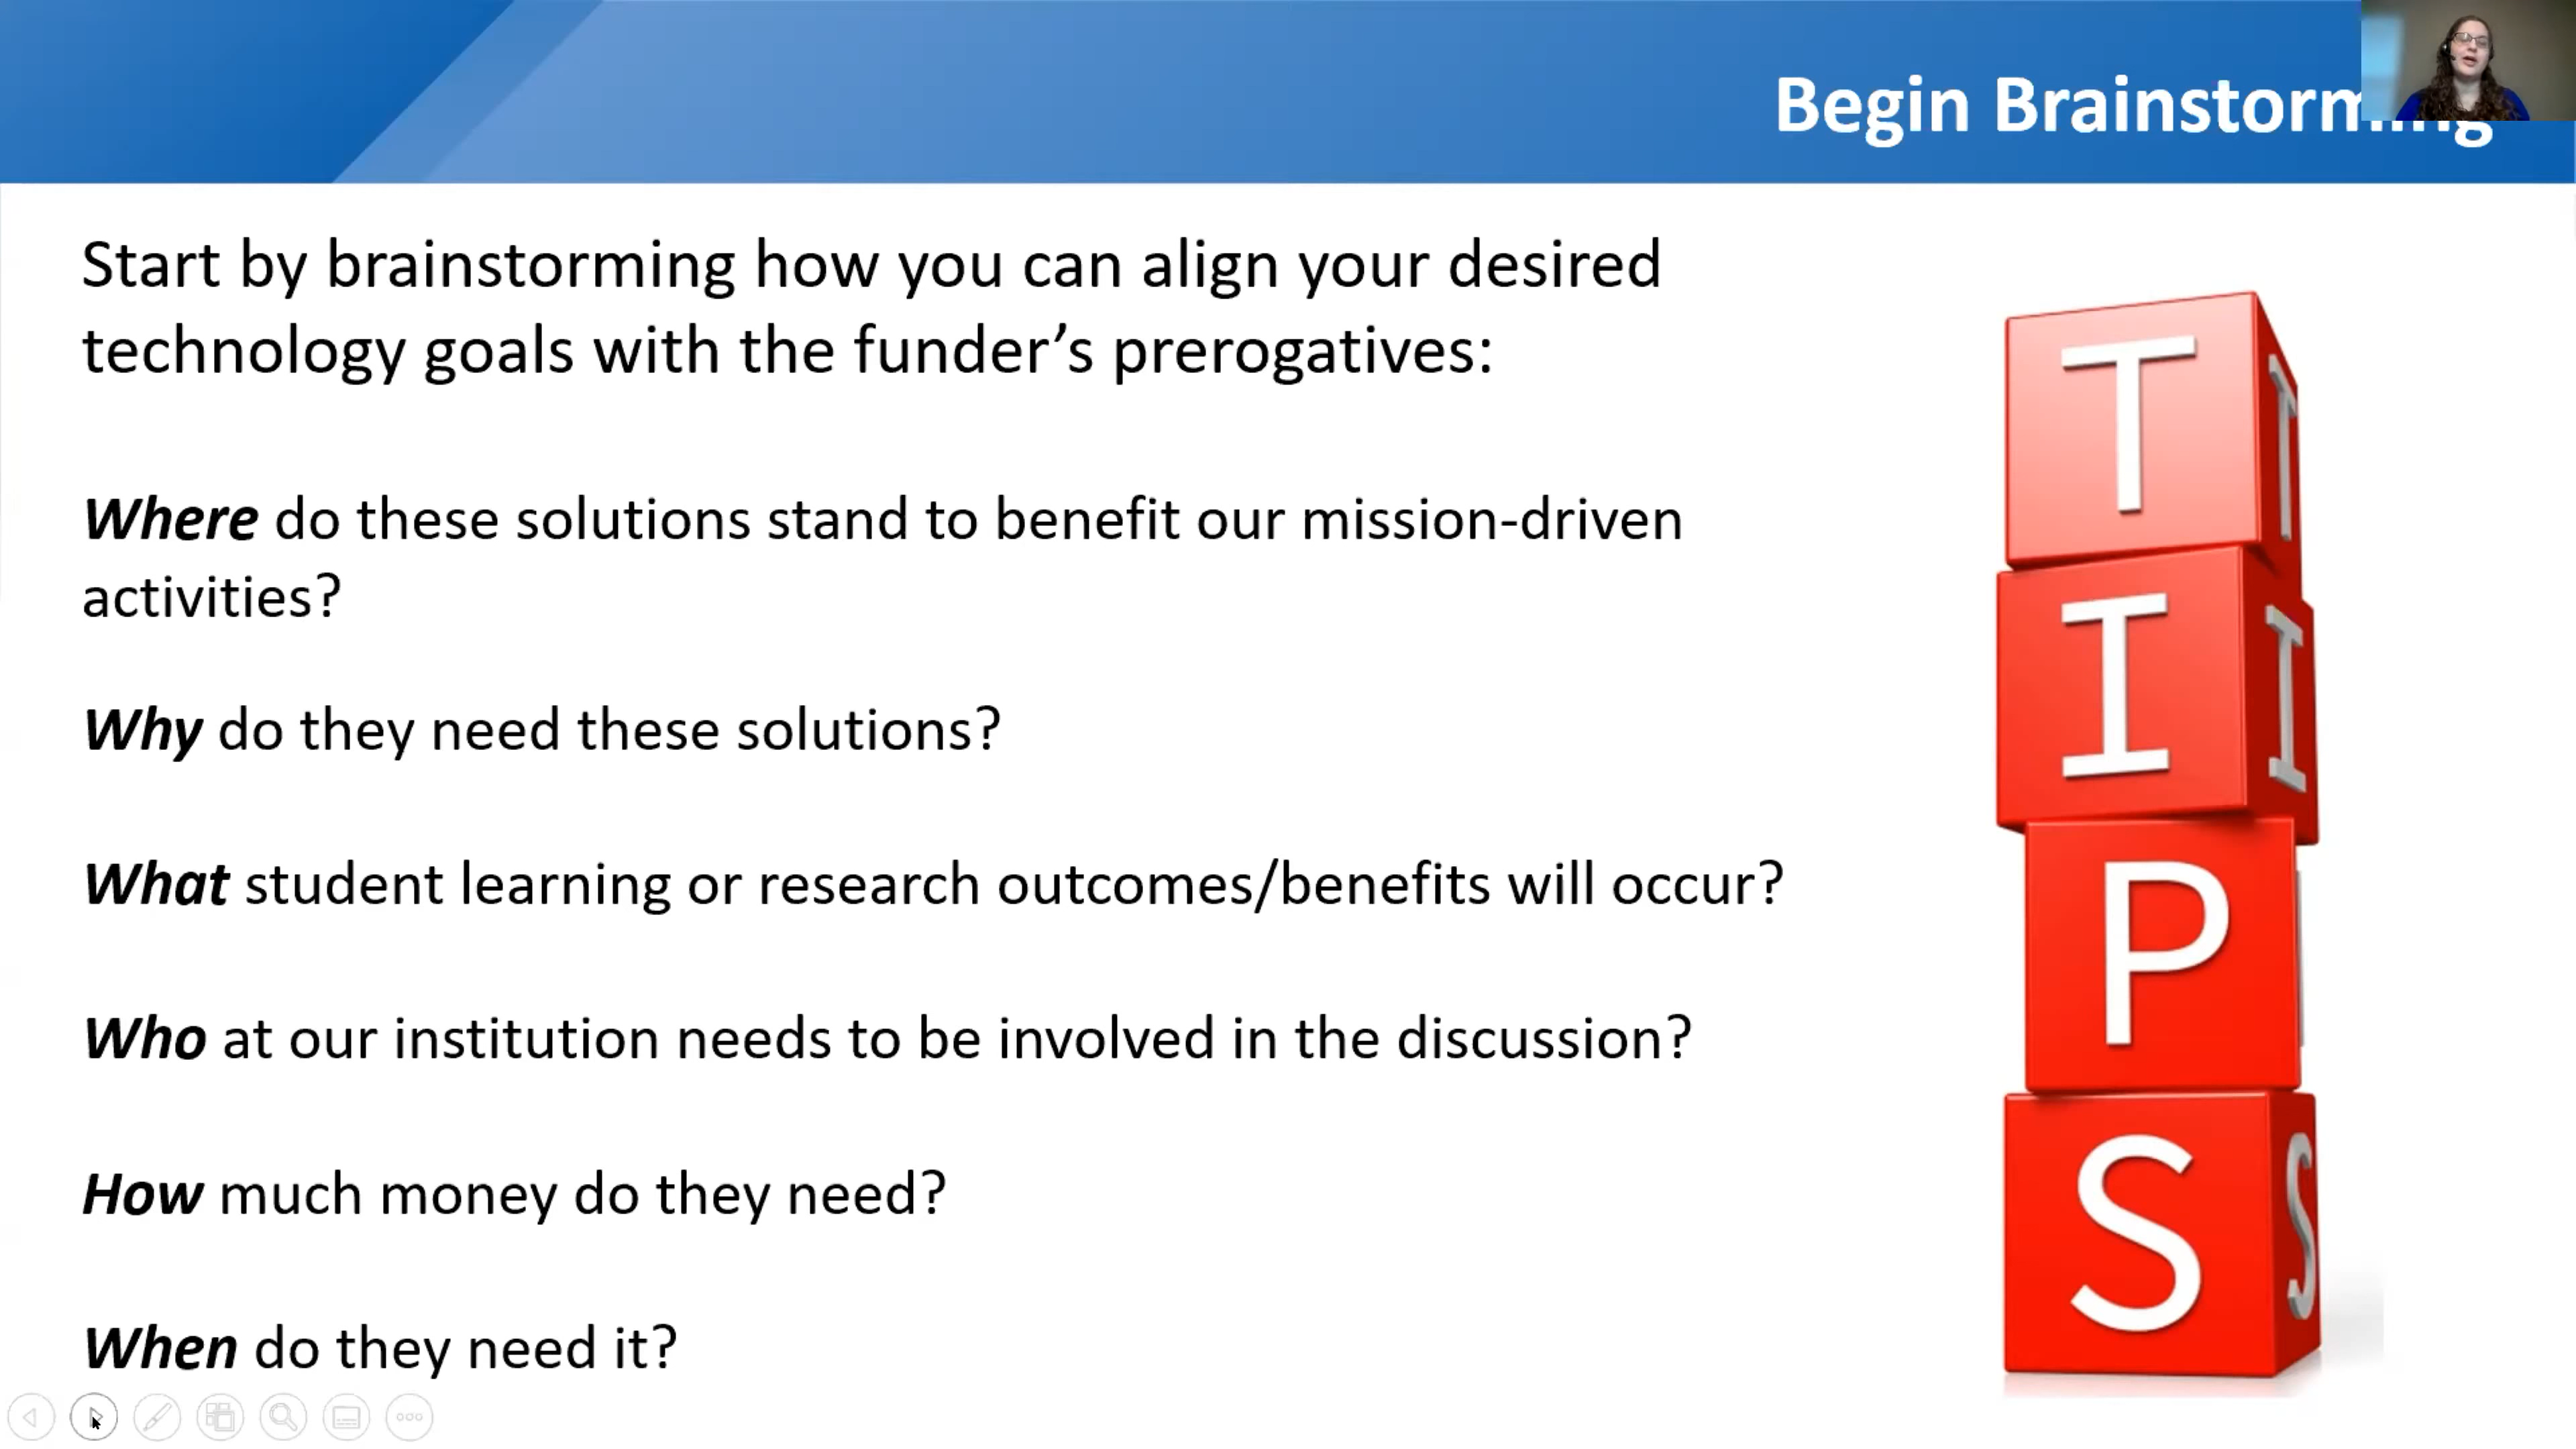 Begin Brainstorming
Start by brainstorming how you can align your desired
technology goals with the funder’s prerogatives:
Where do these solutions stand to benefit our mission-driven
activities?
Why do they need these solutions?
What student learning or research outcomes/benefits will occur?
Who at our institution needs to be involved in the discussion?
How much money do they need?
When do they need it?
T
I
P
S